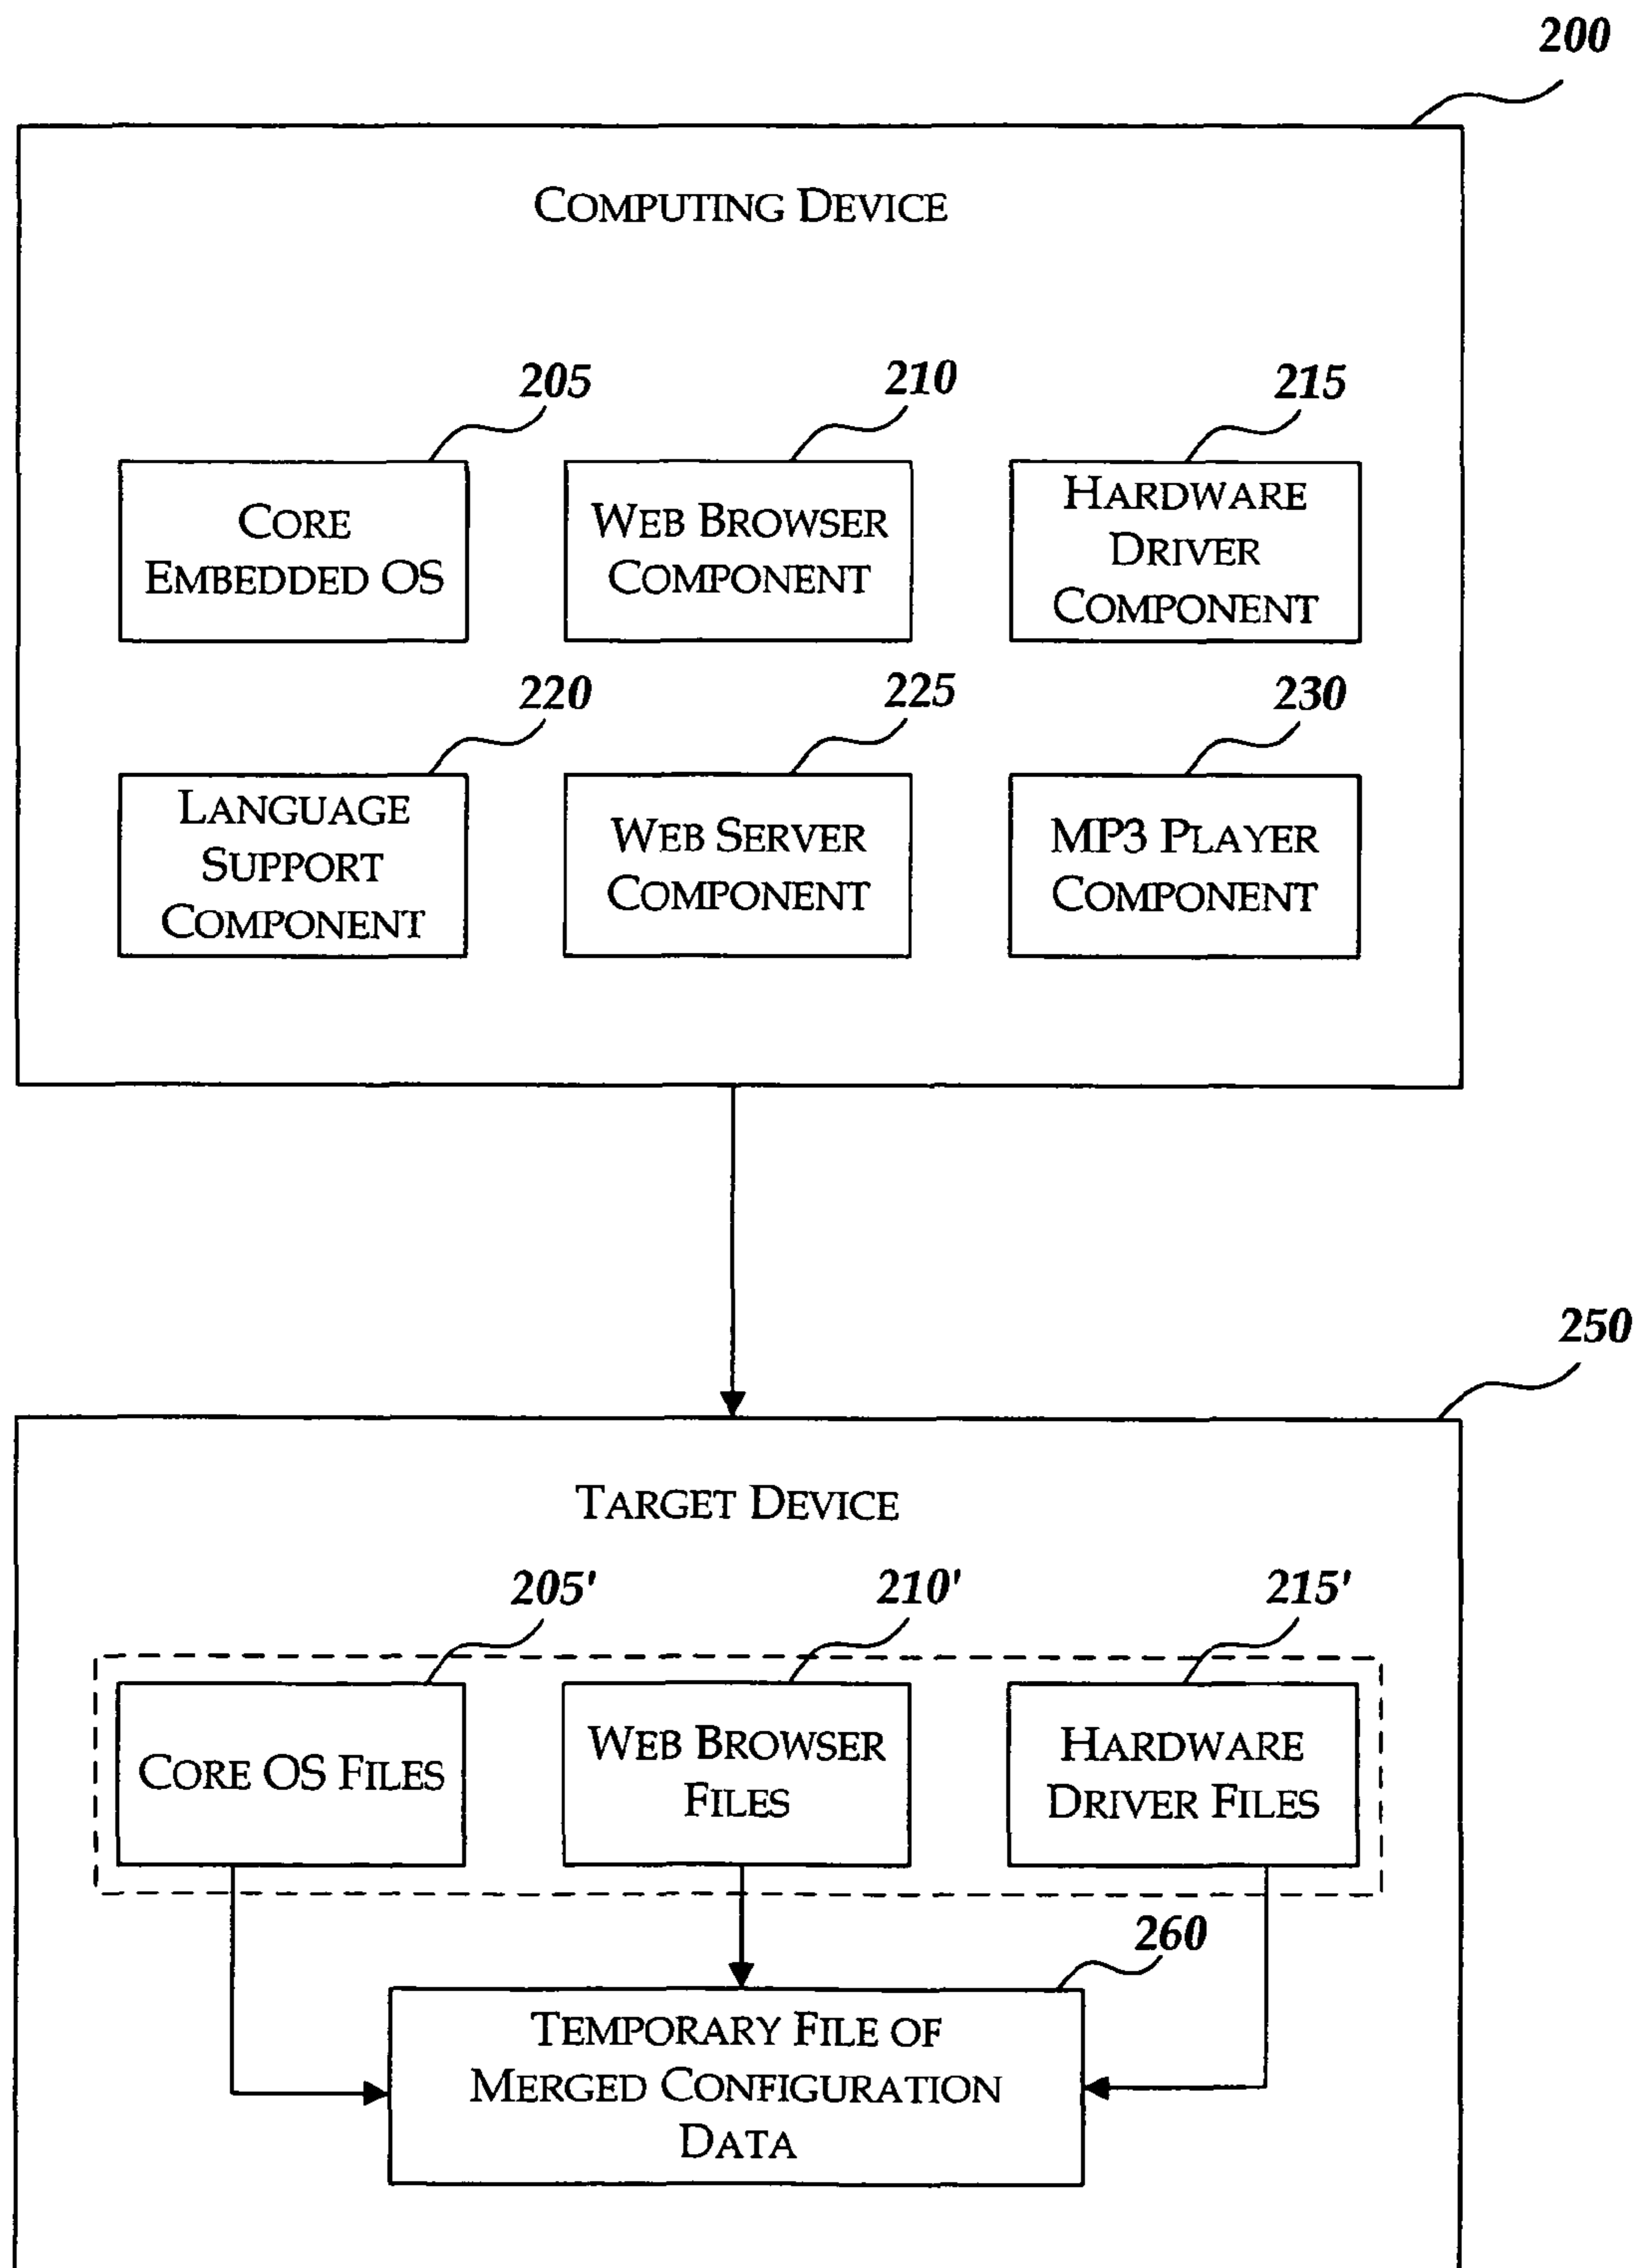 200
COMPUTING DEVICE
205
210
215
CORE
EMBEDDED OS
WEB BROWSER
COMPONENT
HARDWARE
DRIVER
COMPONENT
220
225
230
LANGUAGE
SUPPORT
COMPONENT
WEB SERVER
COMPONENT
MP3 PLAYER
COMPONENT
250
TARGET DEVICE
205'
210'
215'
CORE OS FILES
WEB BROWSER
FILES
HARDWARE
DRIVER FILES
260
TEMPORARY FILE OF
MERGED CONFIGURATION
DATA